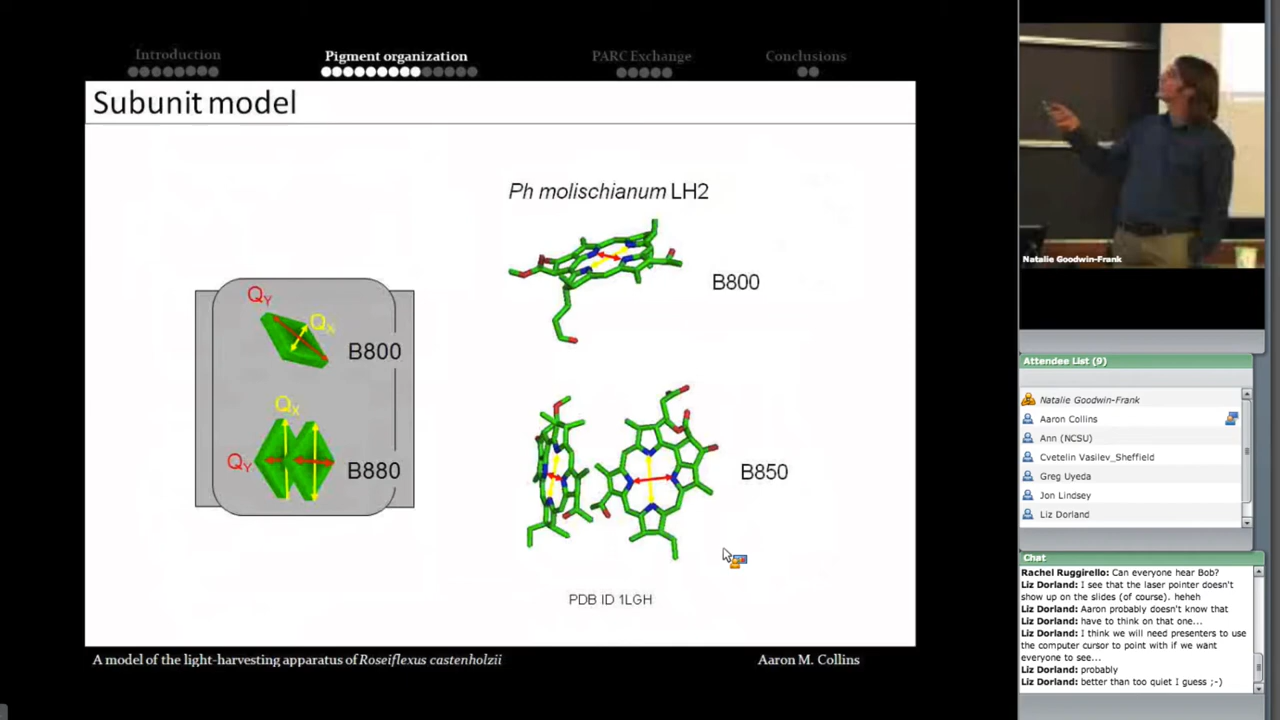 Introduction
Pigment organization
PARC Exchange
Conclusions
Subunit model
Ph molischianum LH2
B800
QY
QX
B800
QX
QY
B880
B850
PDB ID 1LGH
A model of the light-harvesting apparatus of Roseiflexus castenholzii
Aaron M. Collins
Natalie Goodwin-Frank
Attendee List (9)
Natalie Goodwin-Frank
Aaron Collins
Ann (NCSU)
Cvetelin Vasilev_Sheffield
Greg Uyeda
Jon Lindsey
Liz Dorland
Chat
Rachel Ruggirello: Can everyone hear Bob?
Liz Dorland: I see that the laser pointer doesn't
show up on the slides (of course). heheh
Liz Dorland: Aaron probably doesn't know that
Liz Dorland: have to think on that one...
Liz Dorland: I think we will need presenters to use
the computer cursor to point with if we want
everyone to see...
Liz Dorland: probably
Liz Dorland: better than too quiet I guess ;-)